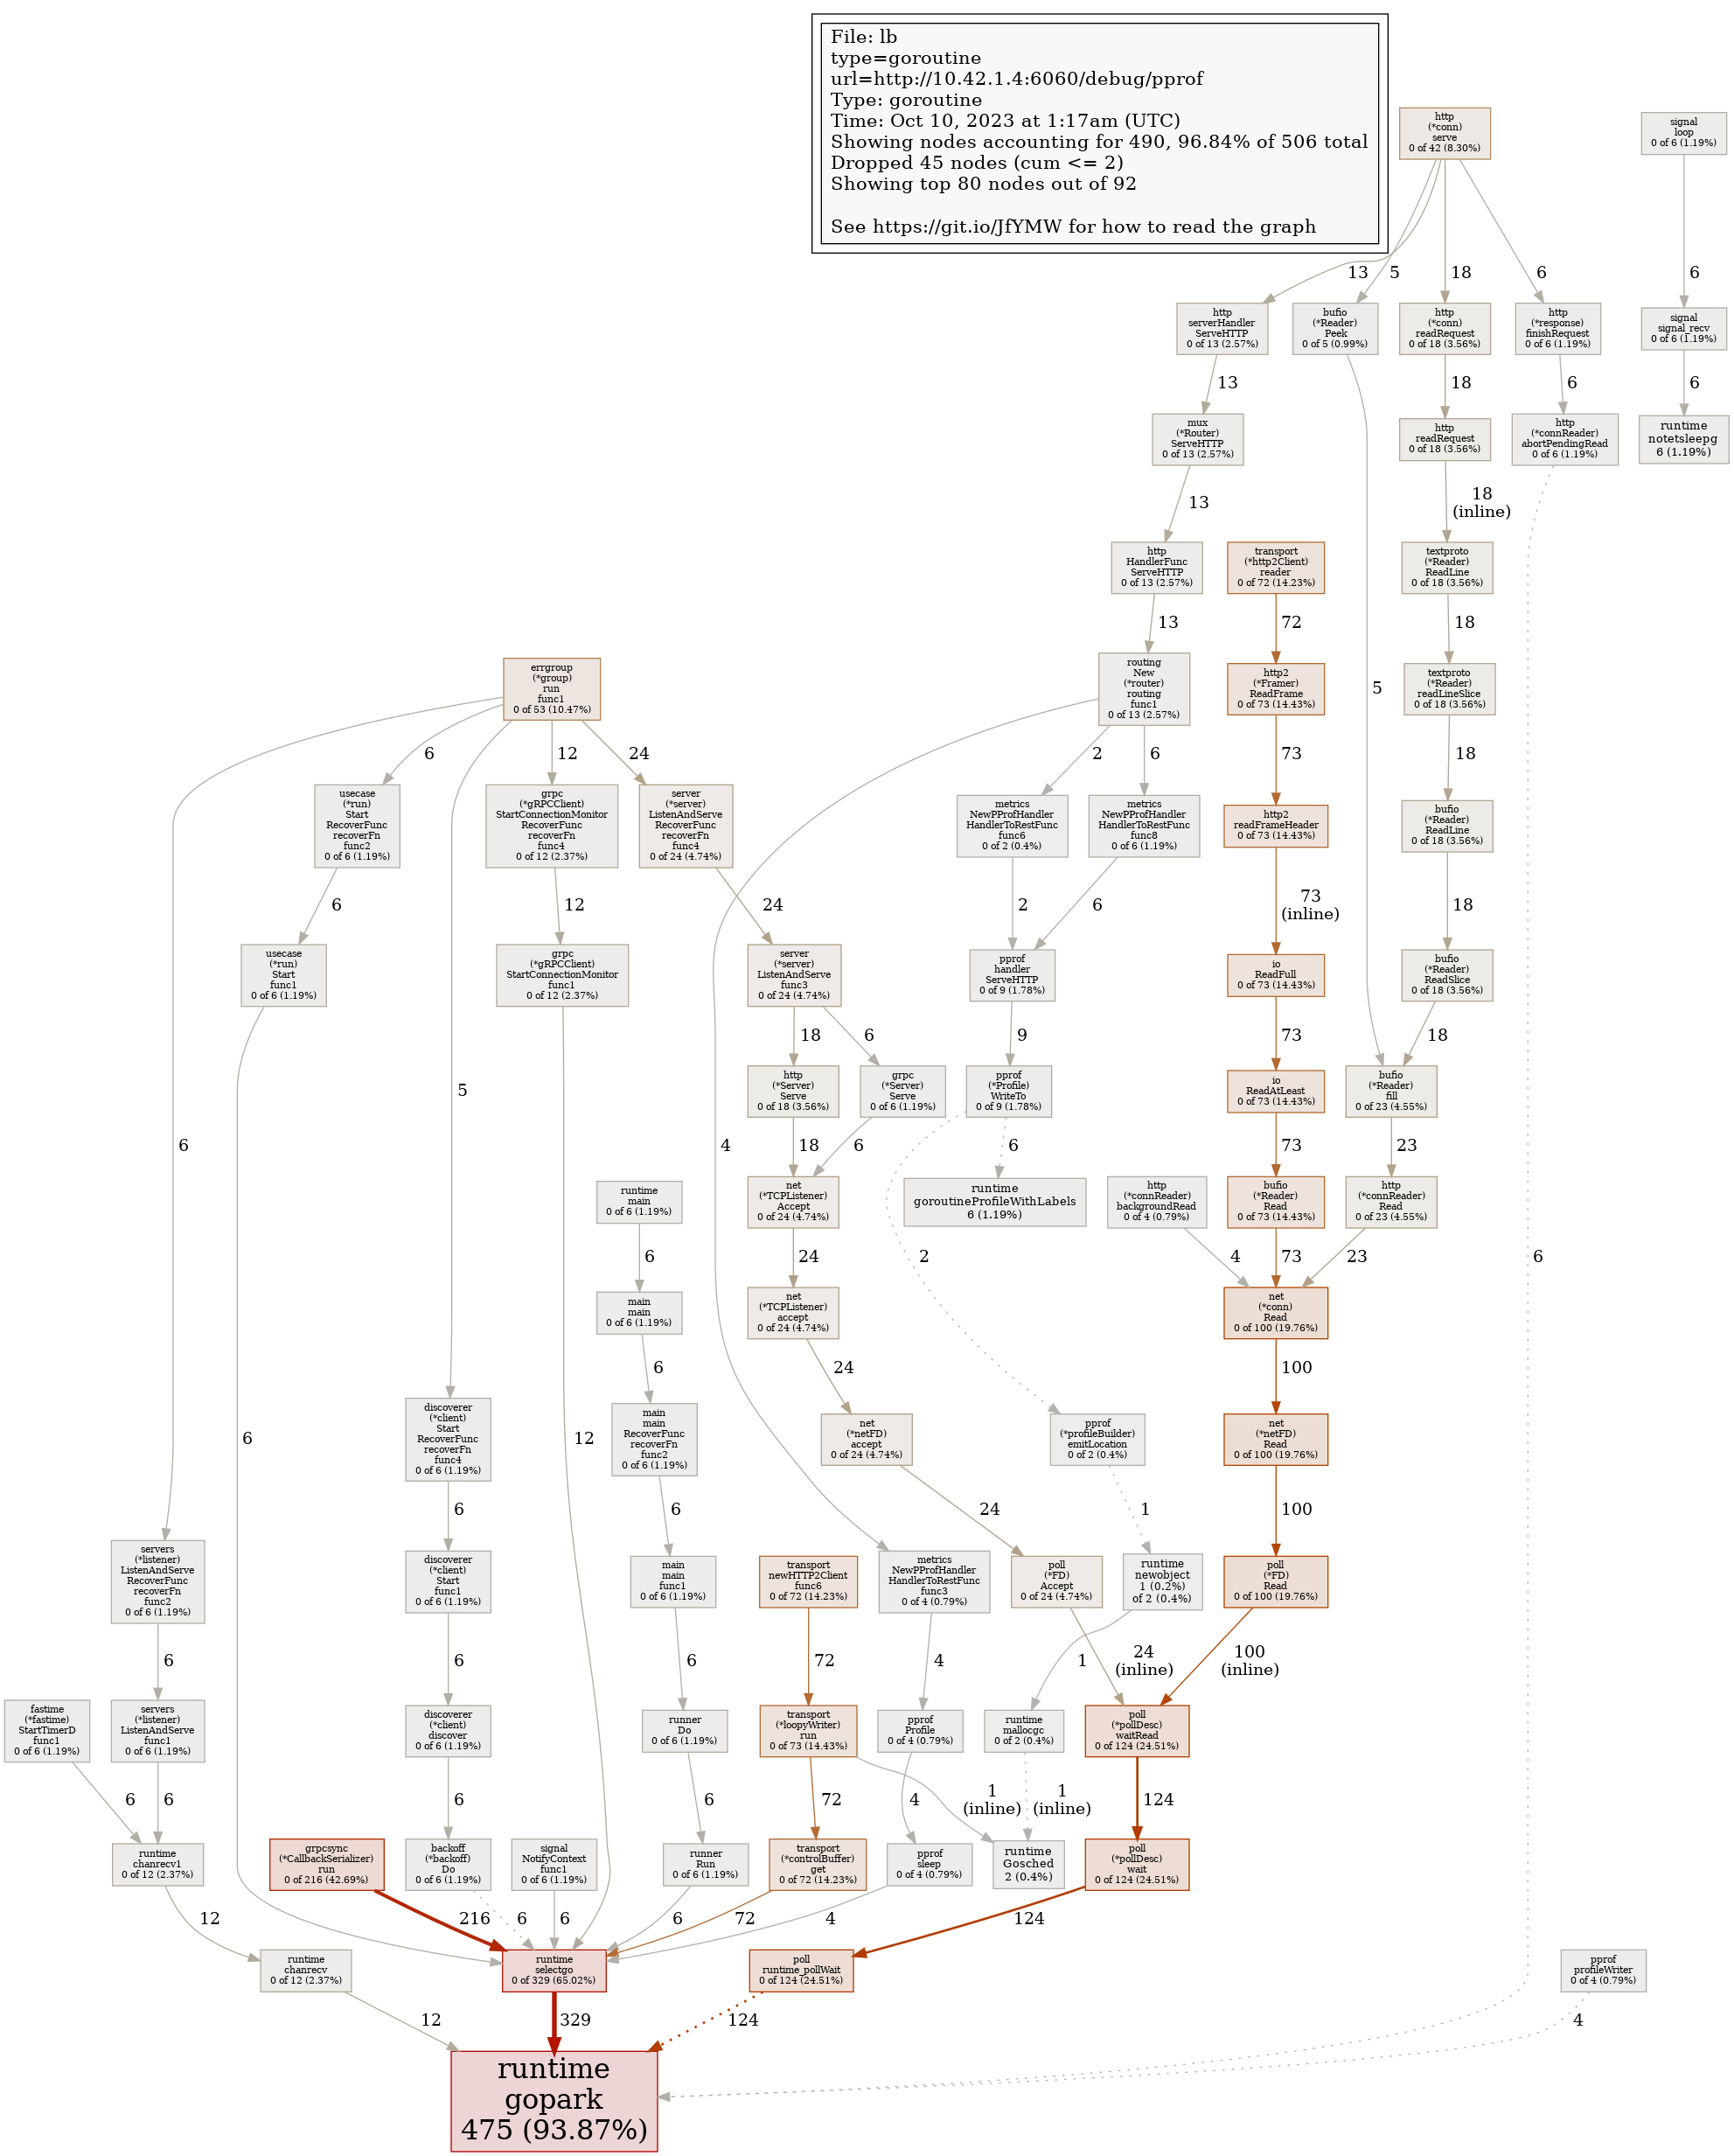 File: lb
type=goroutine
url=http://10.42.1.4:6060/debug/pprof
Type: goroutine
Time: Oct 10, 2023 at 1:17am (UTC)
Showing nodes accounting for 490, 96.84% of 506 total
Dropped 45 nodes (cum <= 2)
Showing top 80 nodes out of 92
See https://git.io/JfYMW for how to read the graph
http
(*conn)
serve
0 of 42 (8.30%)
signal
loop
0 of 6 (1.19%)
13
5
18
6
6
http
serverHandler
ServeHTTP
0 of 13 (2.57%)
bufio
(*Reader)
Peek
0 of 5 (0.99%)
http
(*conn)
readRequest
0 of 18 (3.56%)
http
(*response)
finishRequest
0 of 6 (1.19%)
signal
signal_recv
0 of 6 (1.19%)
13
18
6
6
mux
(*Router)
ServeHTTP
0 of 13 (2.57%)
http
readRequest
0 of 18 (3.56%)
http
(*connReader)
abortPendingRead
0 of 6 (1.19%)
runtime
notetsleepg
6 (1.19%)
13
18
(inline)
http
HandlerFunc
ServeHTTP
0 of 13 (2.57%)
transport
(*http2Client)
reader
0 of 72 (14.23%)
textproto
(*Reader)
ReadLine
0 of 18 (3.56%)
13
72
18
errgroup
(*group)
run
func1
0 of 53 (10.47%)
routing
New
(*router)
routing
func1
0 of 13 (2.57%)
http2
(*Framer)
ReadFrame
0 of 73 (14.43%)
5
textproto
(*Reader)
readLineSlice
0 of 18 (3.56%)
6
12
24
2
6
73
18
usecase
(*run)
Start
RecoverFunc
recoverFn
func2
0 of 6 (1.19%)
grpc
(*gRPCClient)
StartConnectionMonitor
RecoverFunc
recoverFn
func4
0 of 12 (2.37%)
server
(*server)
ListenAndServe
RecoverFunc
recoverFn
func4
0 of 24 (4.74%)
metrics
NewPProfHandler
HandlerToRestFunc
func6
0 of 2 (0.4%)
metrics
NewPProfHandler
HandlerToRestFunc
func8
0 of 6 (1.19%)
http2
readFrameHeader
0 of 73 (14.43%)
bufio
(*Reader)
ReadLine
0 of 18 (3.56%)
6
12
24
2
6
73
(inline)
18
usecase
(*run)
Start
func1
0 of 6 (1.19%)
grpc
(*gRPCClient)
StartConnectionMonitor
func1
0 of 12 (2.37%)
server
(*server)
ListenAndServe
func3
0 of 24 (4.74%)
pprof
handler
ServeHTTP
0 of 9 (1.78%)
io
ReadFull
0 of 73 (14.43%)
bufio
(*Reader)
ReadSlice
0 of 18 (3.56%)
18
6
9
73
18
5
http
(*Server)
Serve
0 of 18 (3.56%)
grpc
(*Server)
Serve
0 of 6 (1.19%)
pprof
(*Profile)
WriteTo
0 of 9 (1.78%)
io
ReadAtLeast
0 of 73 (14.43%)
bufio
(*Reader)
fill
0 of 23 (4.55%)
6
4
18
6
6
73
23
6
runtime
main
0 of 6 (1.19%)
net
(*TCPListener)
Accept
0 of 24 (4.74%)
runtime
goroutineProfileWithLabels
6 (1.19%)
http
(*connReader)
backgroundRead
0 of 4 (0.79%)
bufio
(*Reader)
Read
0 of 73 (14.43%)
http
(*connReader)
Read
0 of 23 (4.55%)
6
24
2
4
73
23
main
main
0 of 6 (1.19%)
net
(*TCPListener)
accept
0 of 24 (4.74%)
net
(*conn)
Read
0 of 100 (19.76%)
6
24
100
discoverer
(*client)
Start
RecoverFunc
recoverFn
func4
0 of 6 (1.19%)
main
main
RecoverFunc
recoverFn
func2
0 of 6 (1.19%)
net
(*netFD)
accept
0 of 24 (4.74%)
pprof
(*profileBuilder)
emitLocation
0 of 2 (0.4%)
net
(*netFD)
Read
0 of 100 (19.76%)
6
12
6
6
24
1
100
servers
(*listener)
ListenAndServe
RecoverFunc
recoverFn
func2
0 of 6 (1.19%)
discoverer
(*client)
Start
func1
0 of 6 (1.19%)
main
main
func1
0 of 6 (1.19%)
transport
newHTTP2Client
func6
0 of 72 (14.23%)
metrics
NewPProfHandler
HandlerToRestFunc
func3
0 of 4 (0.79%)
poll
(*FD)
Accept
0 of 24 (4.74%)
runtime
newobject
1 (0.2%)
of 2 (0.4%)
poll
(*FD)
Read
0 of 100 (19.76%)
6
6
6
72
4
1
24
(inline)
100
(inline)
fastime
(*fastime)
StartTimerD
func1
0 of 6 (1.19%)
servers
(*listener)
ListenAndServe
func1
0 of 6 (1.19%)
discoverer
(*client)
discover
0 of 6 (1.19%)
runner
Do
0 of 6 (1.19%)
transport
(*loopyWriter)
run
0 of 73 (14.43%)
pprof
Profile
0 of 4 (0.79%)
runtime
mallocgc
0 of 2 (0.4%)
poll
(*pollDesc)
waitRead
0 of 124 (24.51%)
6
6
6
6
72
4
1
(inline)
1
(inline)
124
runtime
chanrecv1
0 of 12 (2.37%)
grpcsync
(*CallbackSerializer)
run
0 of 216 (42.69%)
backoff
(*backoff)
Do
0 of 6 (1.19%)
signal
NotifyContext
func1
0 of 6 (1.19%)
runner
Run
0 of 6 (1.19%)
transport
(*controlBuffer)
get
0 of 72 (14.23%)
pprof
sleep
0 of 4 (0.79%)
runtime
Gosched
2 (0.4%)
poll
(*pollDesc)
wait
0 of 124 (24.51%)
12
216
6
6
6
72
4
124
runtime
chanrecv
0 of 12 (2.37%)
runtime
selectgo
0 of 329 (65.02%)
poll
runtime_pollWait
0 of 124 (24.51%)
pprof
profileWriter
0 of 4 (0.79%)
12
329
124
4
runtime
gopark
475 (93.87%)